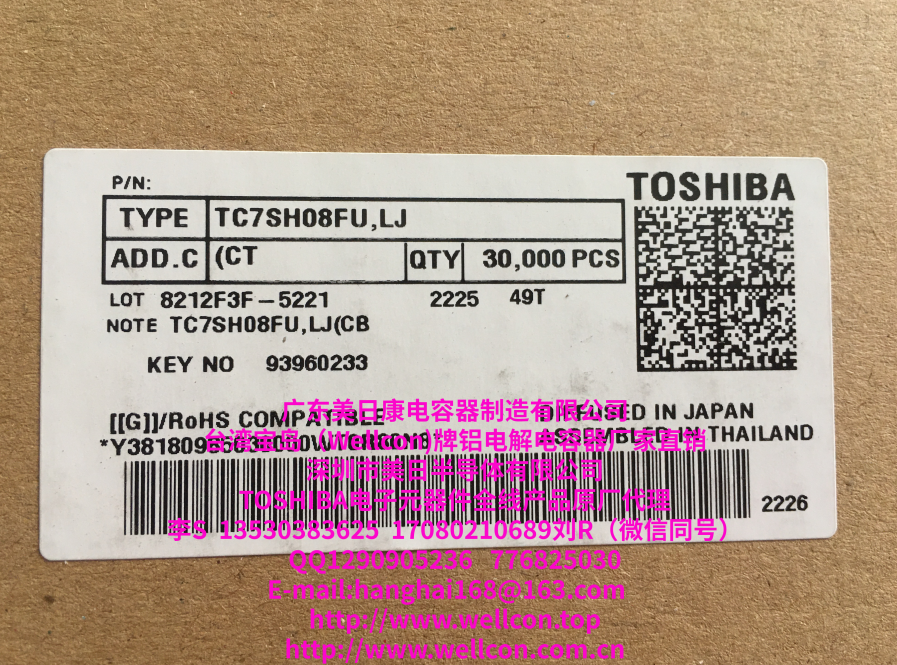 P/N:
TOSHIBA
TYPE TC7SH08FU,LJ
ADD.C (CT QTY 30,000 PCS
LOT 8212F3F-5221 2225 49T
NOTE TC7SH08FU,LJ(CB
KEY NO 93960233
广东美日康电容器制造有限公司
[[G]]/RoHS COMPATIBLE DIFFUSED IN JAPAN
台湾宝岛（Wellcon)牌铝电解电容器厂家直销
ASSEMBLED IN THAILAND
深圳市美日半导体有限公司
TOSHIBA电子元器件全线产品原厂代理
2226
李S 13530383625 17080210689刘R（微信同号）
QQ1290905236 776825030
E-mail:hanghai168@163.com
http://www.wellcon.top
http://www.wellcon.com.cn